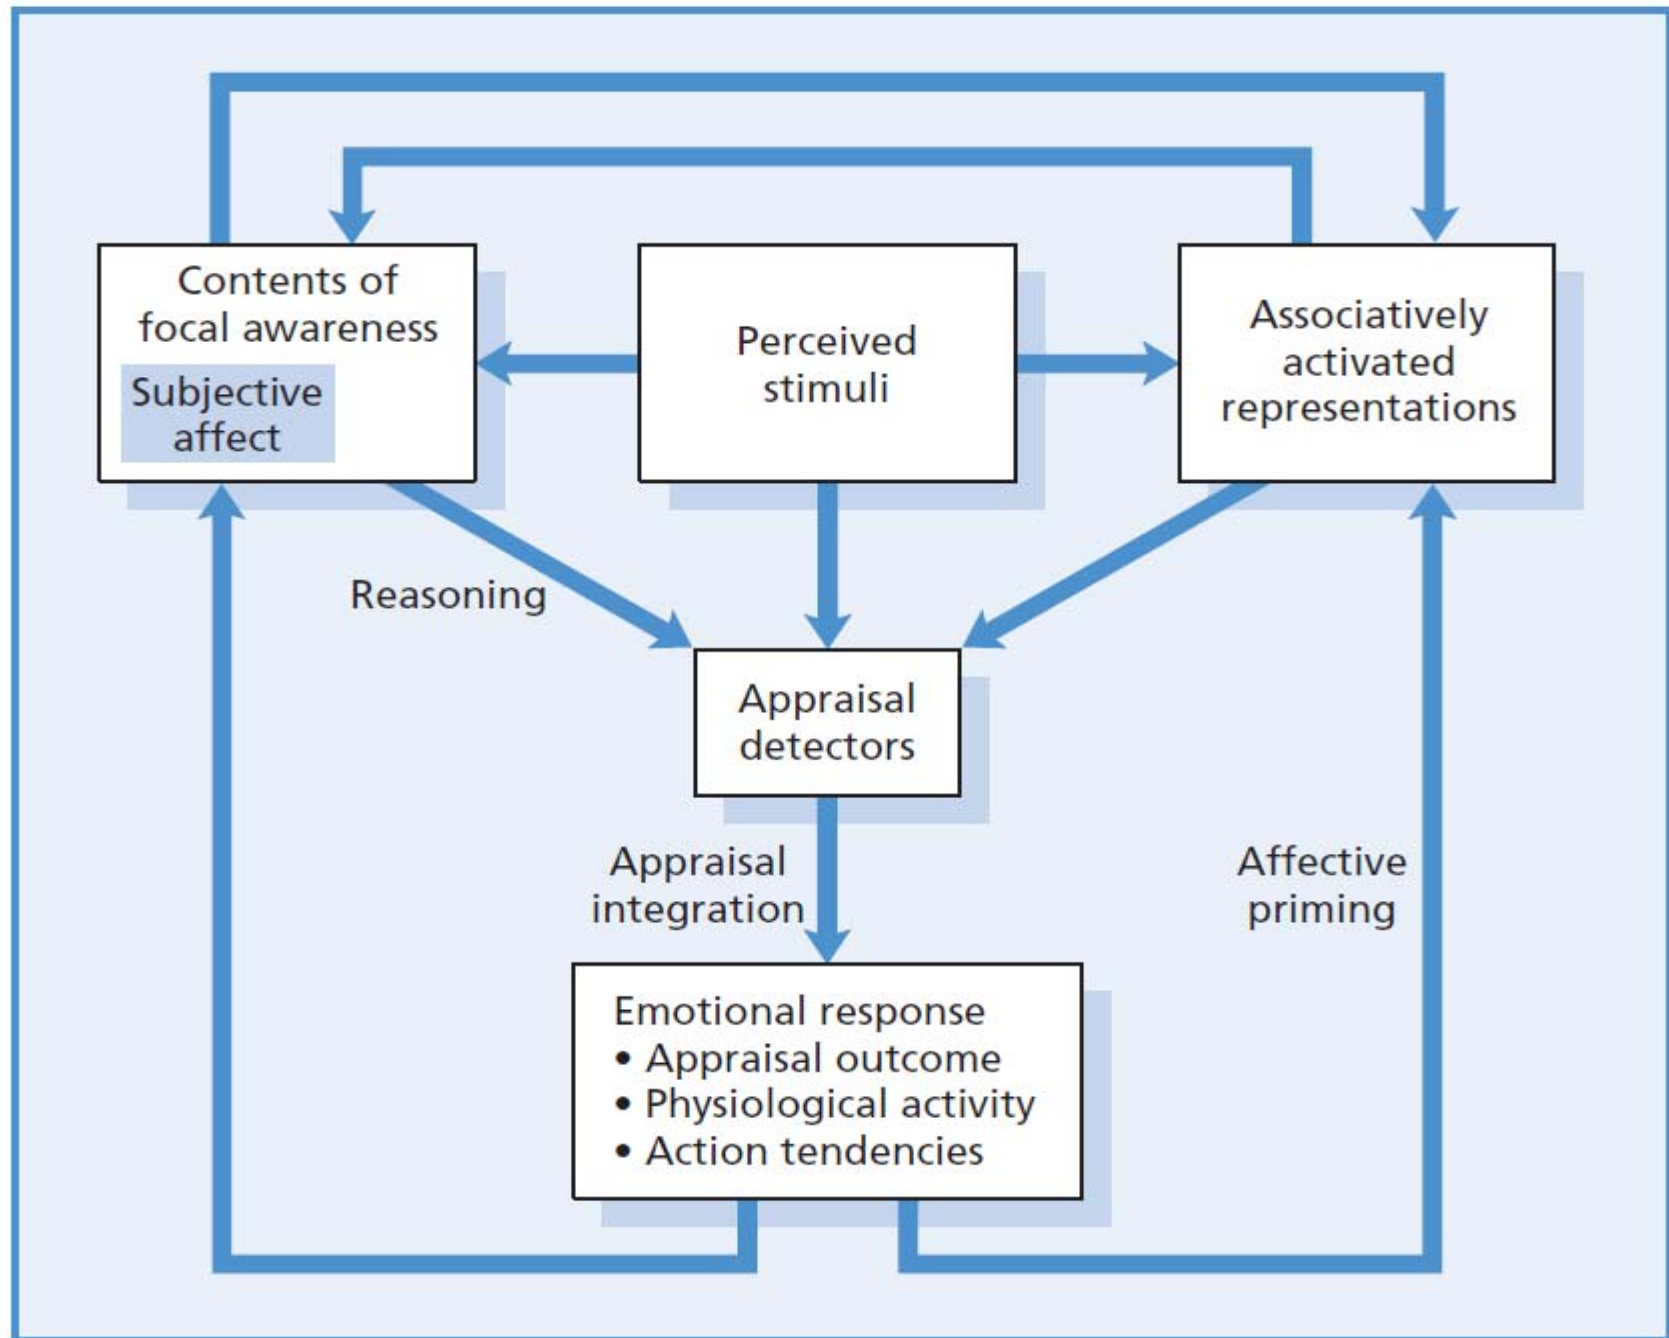 Contents of
focal awareness
Subjective
affect
Perceived
stimuli
Associatively
activated
representations
Reasoning
Appraisal
detectors
Appraisal
integration
Affective
priming
Emotional response
• Appraisal outcome
• Physiological activity
• Action tendencies